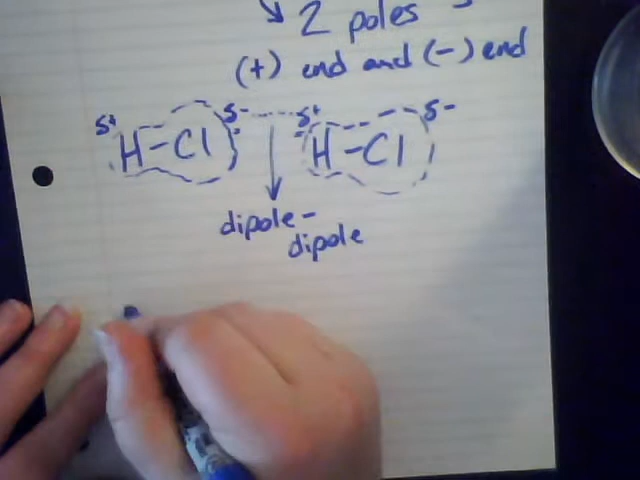 ↘ 2 poles
(+) end and (-) end
S+ S- S+ S-
H-Cl H-Cl
dipole-
dipole